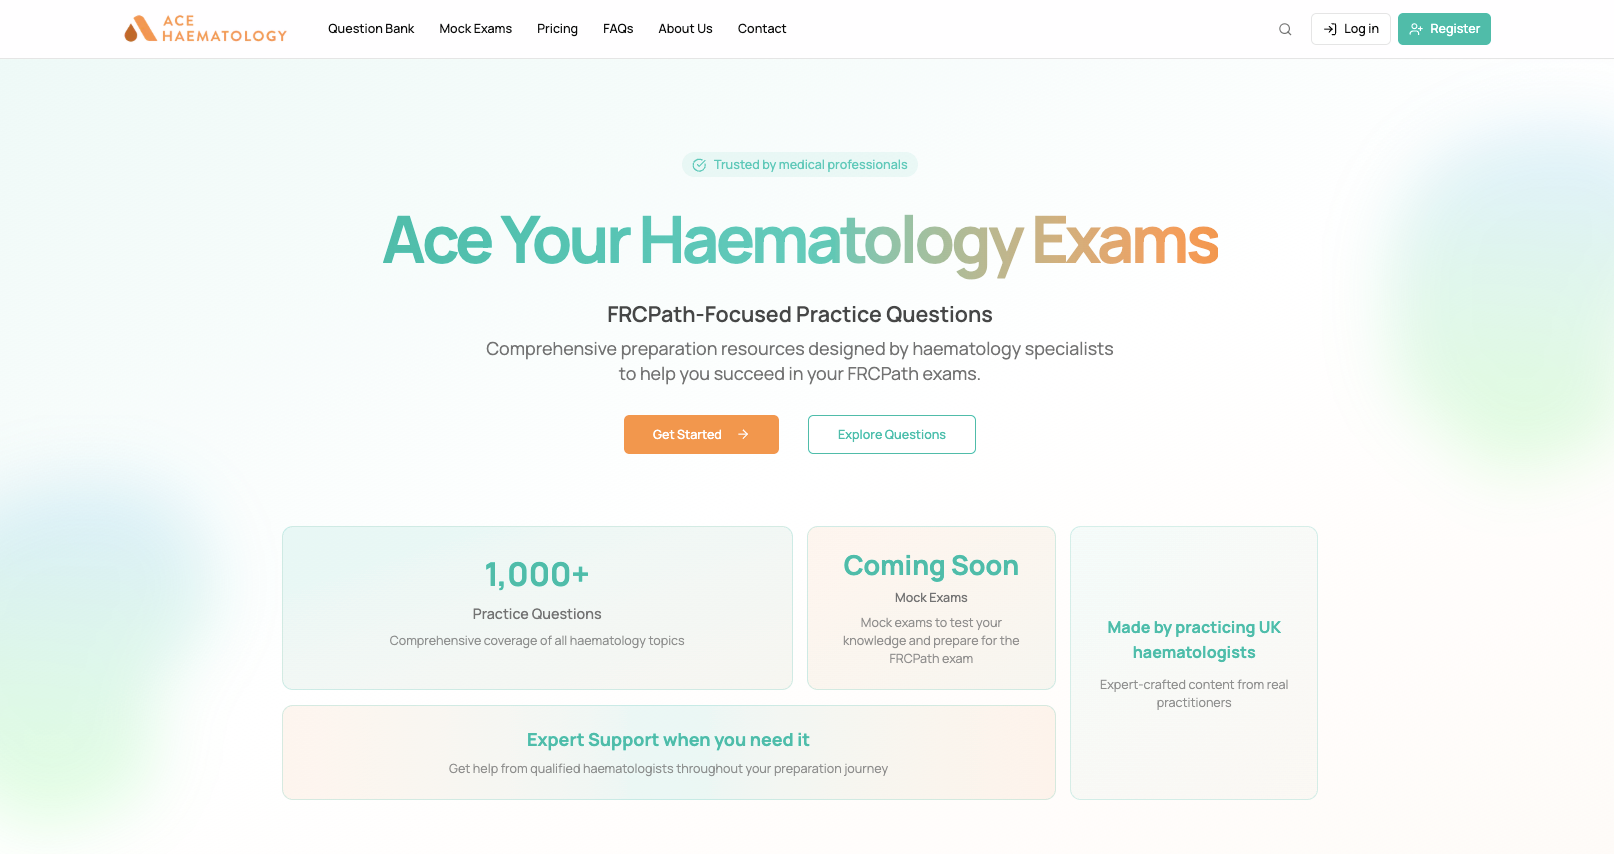 ACE
HAEMATOLOGY
Question Bank
Mock Exams
Pricing
FAQs
About Us
Contact
Log in
Register
Trusted by medical professionals
Ace Your Haematology Exams
FRCPath-Focused Practice Questions
Comprehensive preparation resources designed by haematology specialists
to help you succeed in your FRCPath exams.
Get Started
Explore Questions
1,000+
Practice Questions
Comprehensive coverage of all haematology topics
Coming Soon
Mock Exams
Mock exams to test your
knowledge and prepare for the
FRCPath exam
Made by practicing UK
haematologists
Expert-crafted content from real
practitioners
Expert Support when you need it
Get help from qualified haematologists throughout your preparation journey